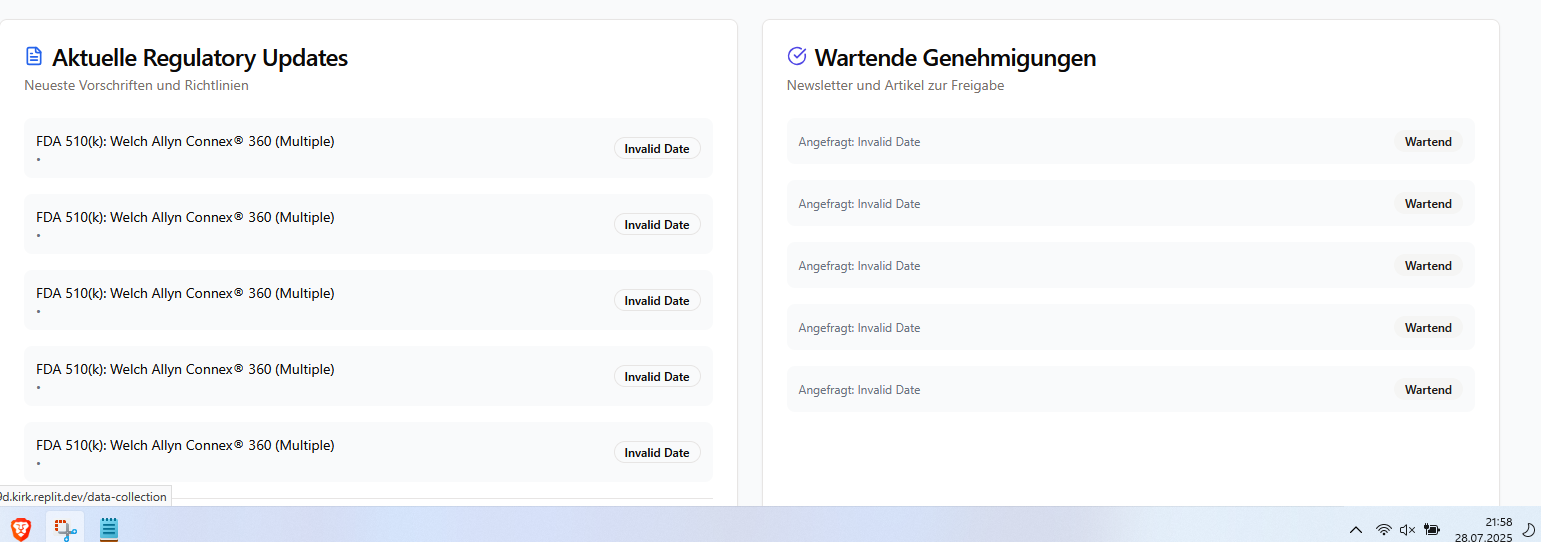 Aktuelle Regulatory Updates
Neueste Vorschriften und Richtlinien
FDA 510(k): Welch Allyn Connex® 360 (Multiple)
•
Invalid Date
FDA 510(k): Welch Allyn Connex® 360 (Multiple)
•
Invalid Date
FDA 510(k): Welch Allyn Connex® 360 (Multiple)
•
Invalid Date
FDA 510(k): Welch Allyn Connex® 360 (Multiple)
•
Invalid Date
FDA 510(k): Welch Allyn Connex® 360 (Multiple)
•
Invalid Date
Wartende Genehmigungen
Newsletter und Artikel zur Freigabe
Angefragt: Invalid Date
Wartend
Angefragt: Invalid Date
Wartend
Angefragt: Invalid Date
Wartend
Angefragt: Invalid Date
Wartend
Angefragt: Invalid Date
Wartend
9d.kirk.replit.dev/data-collection
21:58
28.07.2025